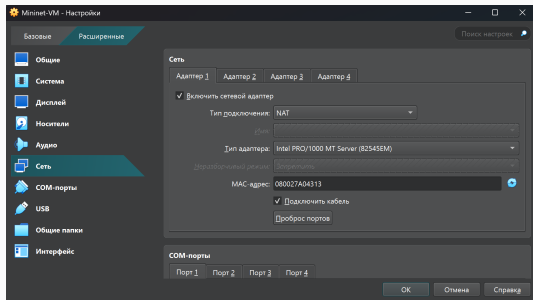 Mininet-VM - Настройки
Базовые Расширенные
Поиск настроек
Общие
Система
Дисплей
Носители
Аудио
Сеть
COM-порты
USB
Общие папки
Интерфейс
Сеть
Адаптер 1 Адаптер 2 Адаптер 3 Адаптер 4
Включить сетевой адаптер
Тип подключения: NAT
Имя:
Тип адаптера: Intel PRO/1000 MT Server (82545EM)
Неразборчивый режим: Запретить
MAC-адрес: 080027A04313
Подключить кабель
Проброс портов
COM-порты
Порт 1 Порт 2 Порт 3 Порт 4
OK Отмена Справка